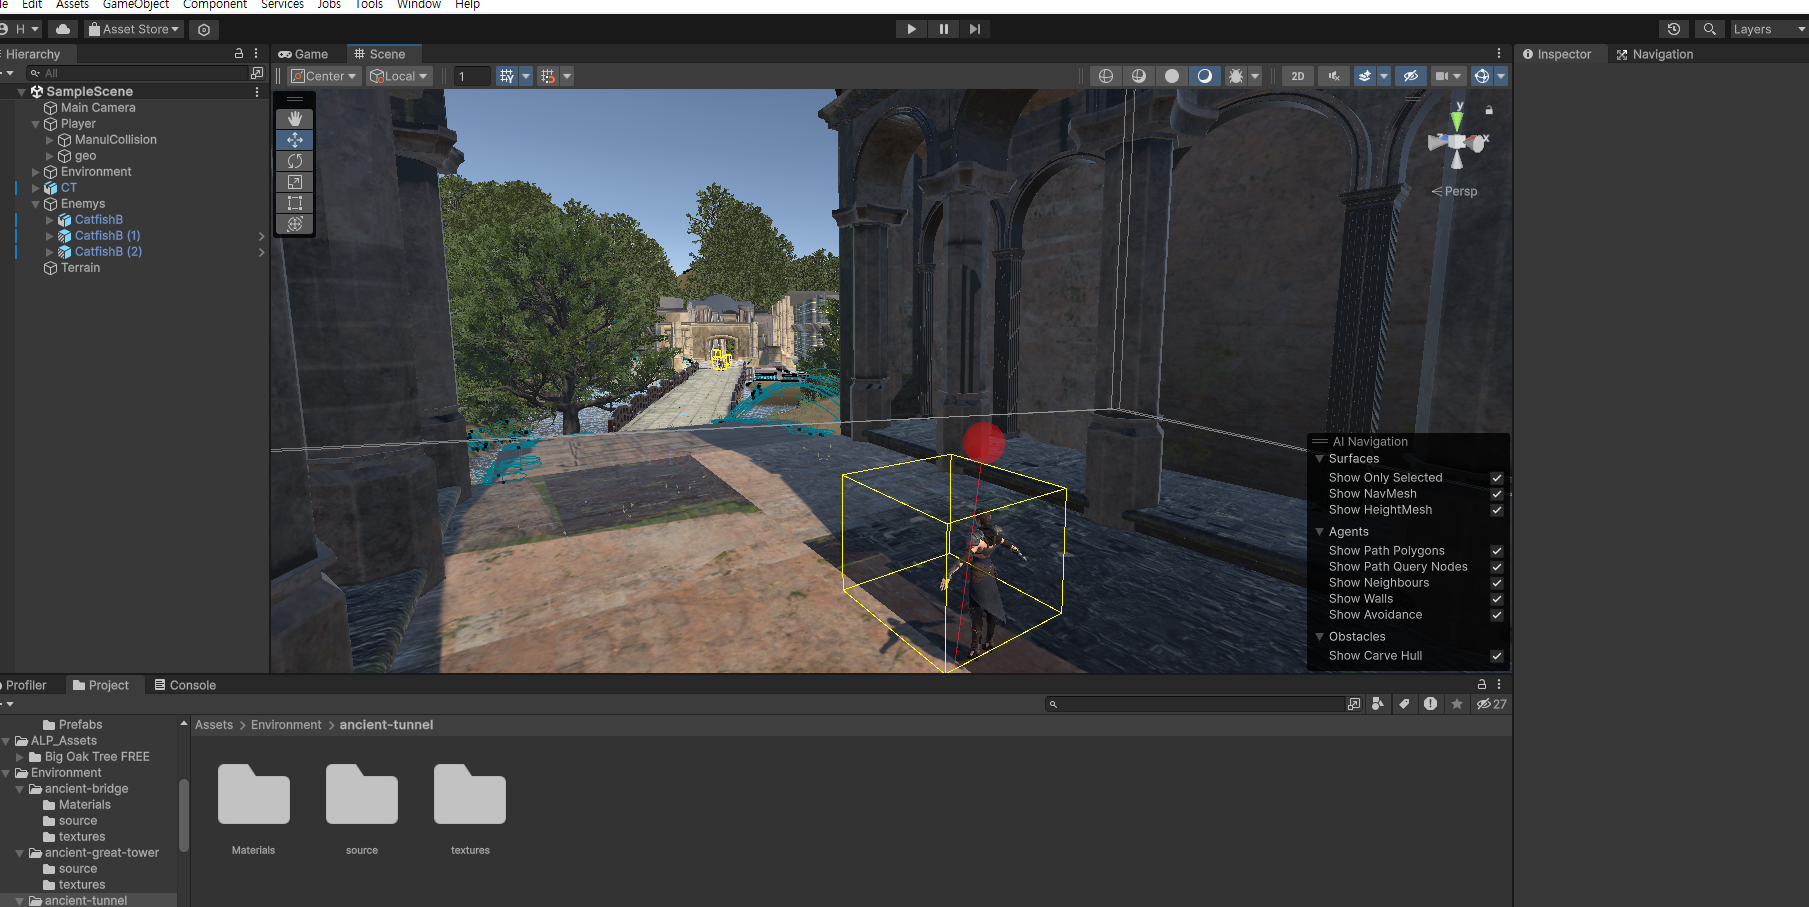 Edit Assets GameObject Component Services Jobs Tools Window Help
H Asset Store Layers
Hierarchy Game Scene Inspector Navigation
All Center Local 1 2D
SampleScene
Main Camera
Player
ManulCollision
geo
Environment
CT
Enemys
CatfishB
CatfishB (1)
CatfishB (2)
Terrain
y
x
Persp
AI Navigation
Surfaces
Show Only Selected
Show NavMesh
Show HeightMesh
Agents
Show Path Polygons
Show Path Query Nodes
Show Neighbours
Show Walls
Show Avoidance
Obstacles
Show Carve Hull
Profiler Project Console
27
Prefabs
ALP_Assets
Big Oak Tree FREE
Environment
ancient-bridge
Materials
source
textures
ancient-great-tower
source
textures
ancient-tunnel
Assets > Environment > ancient-tunnel
Materials source textures